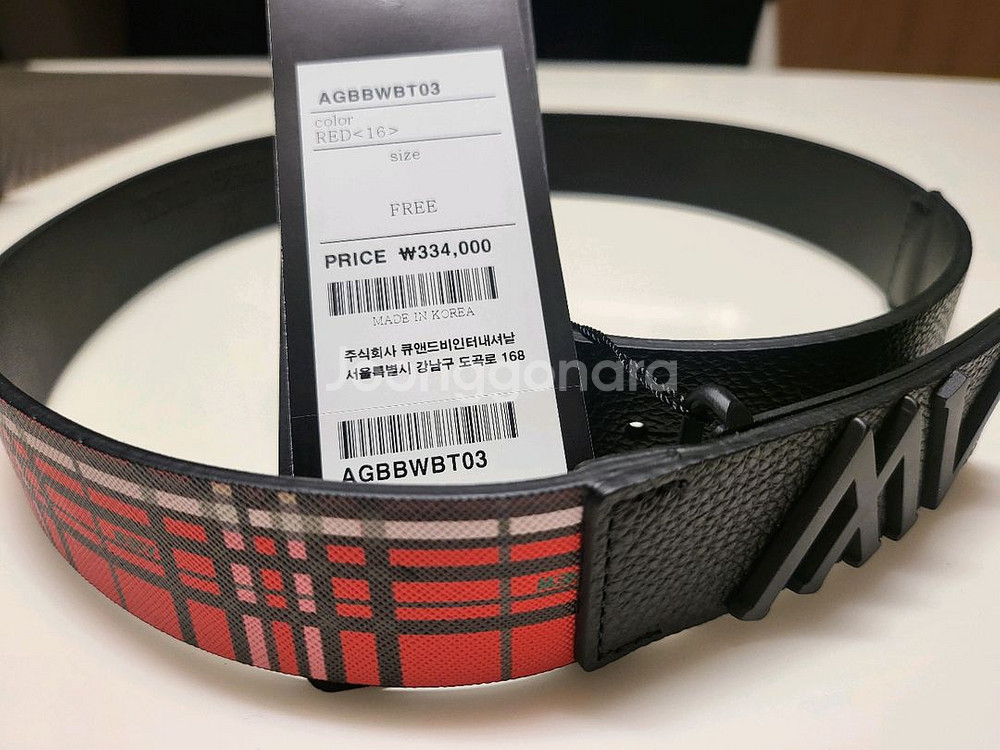 AGBBWBT03
color
RED<16>
size
FREE
PRICE ₩334,000
MADE IN KOREA
주식회사 큐앤드비인터내셔날
서울특별시 강남구 도곡로 168
Joonggonara
AGBBWBT03